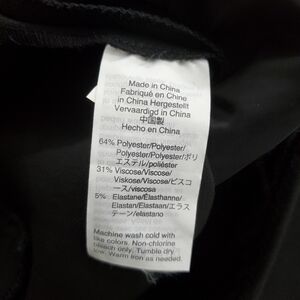 Made in China
Fabriqué en Chine
in China Hergestellt
Vervaardigd in China
中国製
Hecho en China
64% Polyester/Polyester/
Polyester/Polyester/ポリ
エステル/poliéster
31% Viscose/Viscose/
Viskose/Viscose/ビスコ
ース/viscosa
5% Elastane/Élasthanne/
Elastan/Elastaan/エラス
テーン/elastano
Machine wash cold with
like colors. Non-chlorine
bleach only. Tumble dry
low. Warm iron as needed.